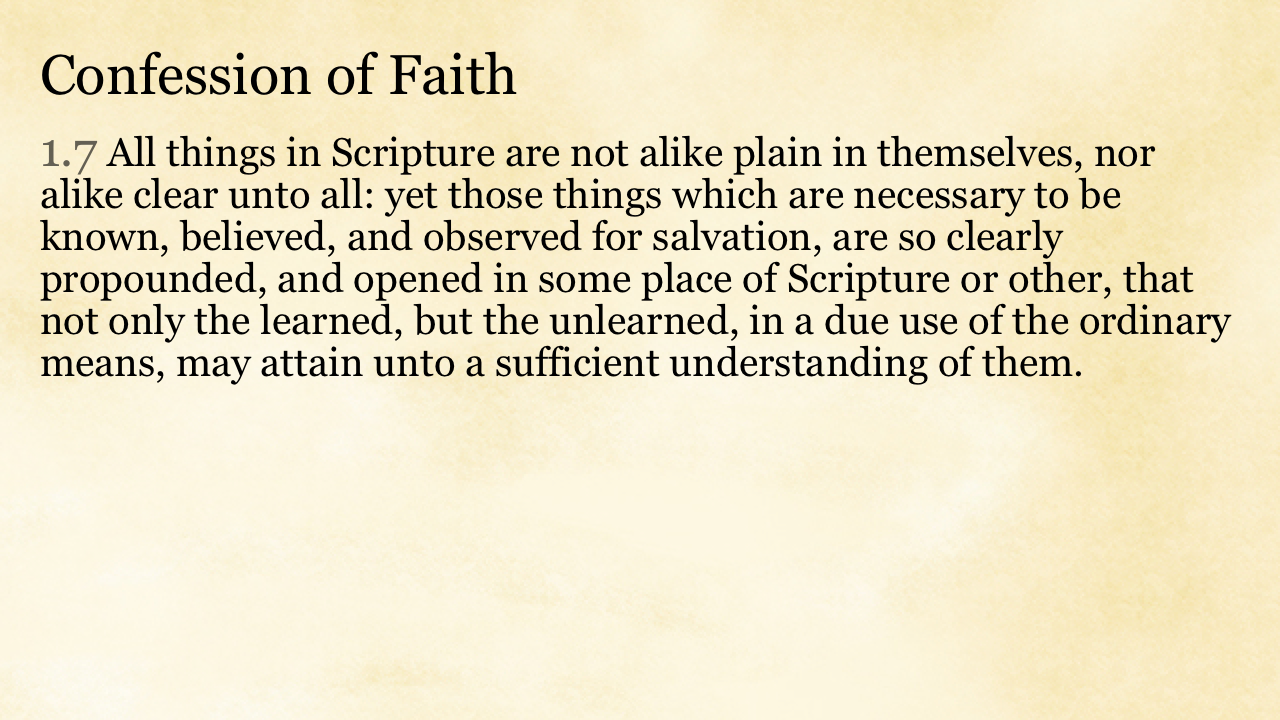 Confession of Faith
1.7 All things in Scripture are not alike plain in themselves, nor
alike clear unto all: yet those things which are necessary to be
known, believed, and observed for salvation, are so clearly
propounded, and opened in some place of Scripture or other, that
not only the learned, but the unlearned, in a due use of the ordinary
means, may attain unto a sufficient understanding of them.